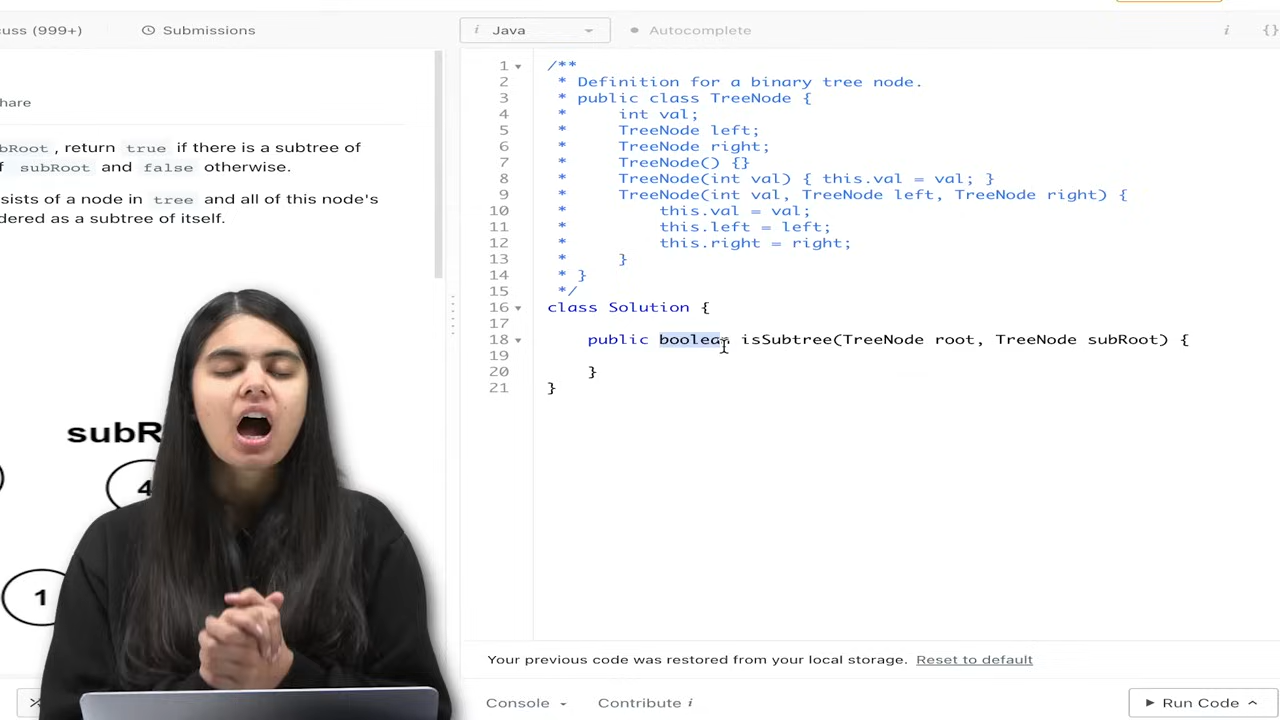 cuss (999+)
Submissions
Java
Autocomplete
i
{}
hare
bRoot , return true if there is a subtree of
f subRoot and false otherwise.
sists of a node in tree and all of this node's
dered as a subtree of itself.
subR
4
1
1 /**
2 * Definition for a binary tree node.
3 * public class TreeNode {
4 * int val;
5 * TreeNode left;
6 * TreeNode right;
7 * TreeNode() {}
8 * TreeNode(int val) { this.val = val; }
9 * TreeNode(int val, TreeNode left, TreeNode right) {
10 * this.val = val;
11 * this.left = left;
12 * this.right = right;
13 * }
14 * }
15 */
16 class Solution {
17
18 public boolean isSubtree(TreeNode root, TreeNode subRoot) {
19
20 }
21 }
Your previous code was restored from your local storage. Reset to default
Console
Contribute i
Run Code